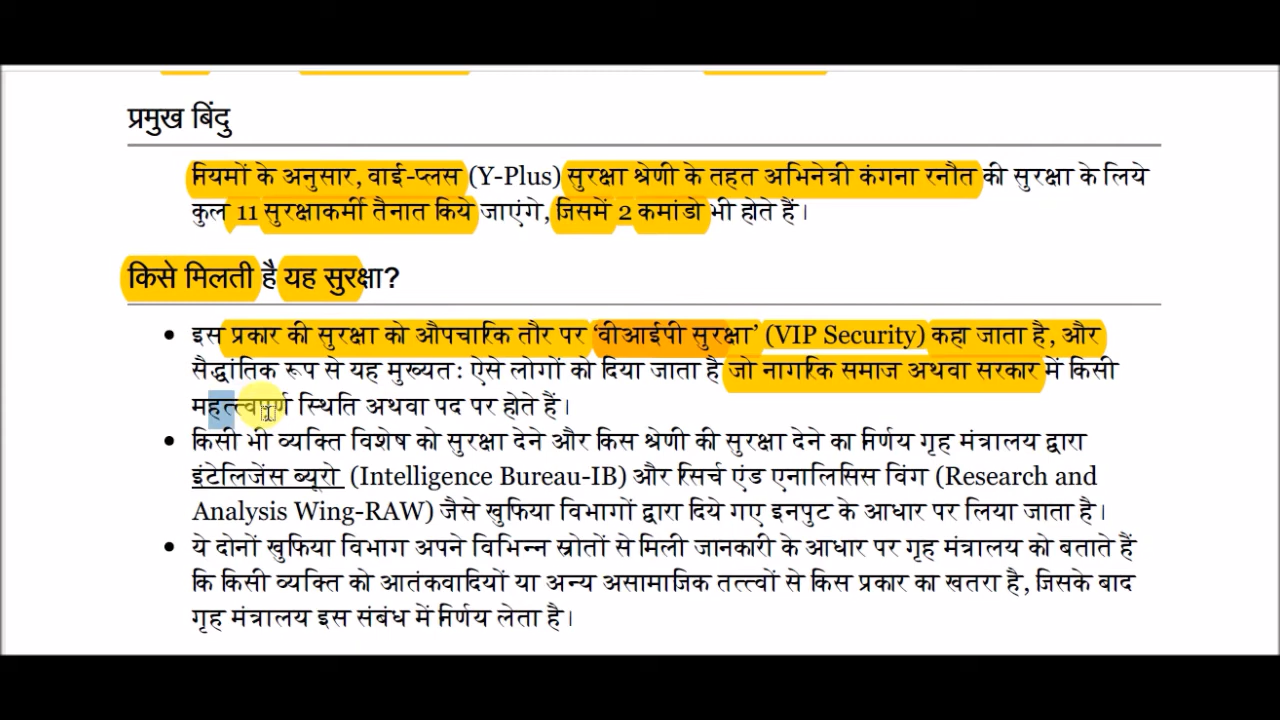 प्रमुख बिंदु
नियमों के अनुसार, वाई-प्लस (Y-Plus) सुरक्षा श्रेणी के तहत अभिनेत्री कंगना रनौत की सुरक्षा के लिये
कुल 11 सुरक्षाकर्मी तैनात किये जाएंगे, जिसमें 2 कमांडो भी होते हैं।
किसे मिलती है यह सुरक्षा?
• इस प्रकार की सुरक्षा को औपचारिक तौर पर ‘वीआईपी सुरक्षा’ (VIP Security) कहा जाता है, और
सैद्धांतिक रूप से यह मुख्यतः ऐसे लोगों को दिया जाता है जो नागरिक समाज अथवा सरकार में किसी
महत्त्वपूर्ण स्थिति अथवा पद पर होते हैं।
• किसी भी व्यक्ति विशेष को सुरक्षा देने और किस श्रेणी की सुरक्षा देने का निर्णय गृह मंत्रालय द्वारा
इंटेलिजेंस ब्यूरो (Intelligence Bureau-IB) और रिसर्च एंड एनालिसिस विंग (Research and
Analysis Wing-RAW) जैसे खुफिया विभागों द्वारा दिये गए इनपुट के आधार पर लिया जाता है।
• ये दोनों खुफिया विभाग अपने विभिन्न स्रोतों से मिली जानकारी के आधार पर गृह मंत्रालय को बताते हैं
कि किसी व्यक्ति को आतंकवादियों या अन्य असामाजिक तत्त्वों से किस प्रकार का खतरा है, जिसके बाद
गृह मंत्रालय इस संबंध में निर्णय लेता है।